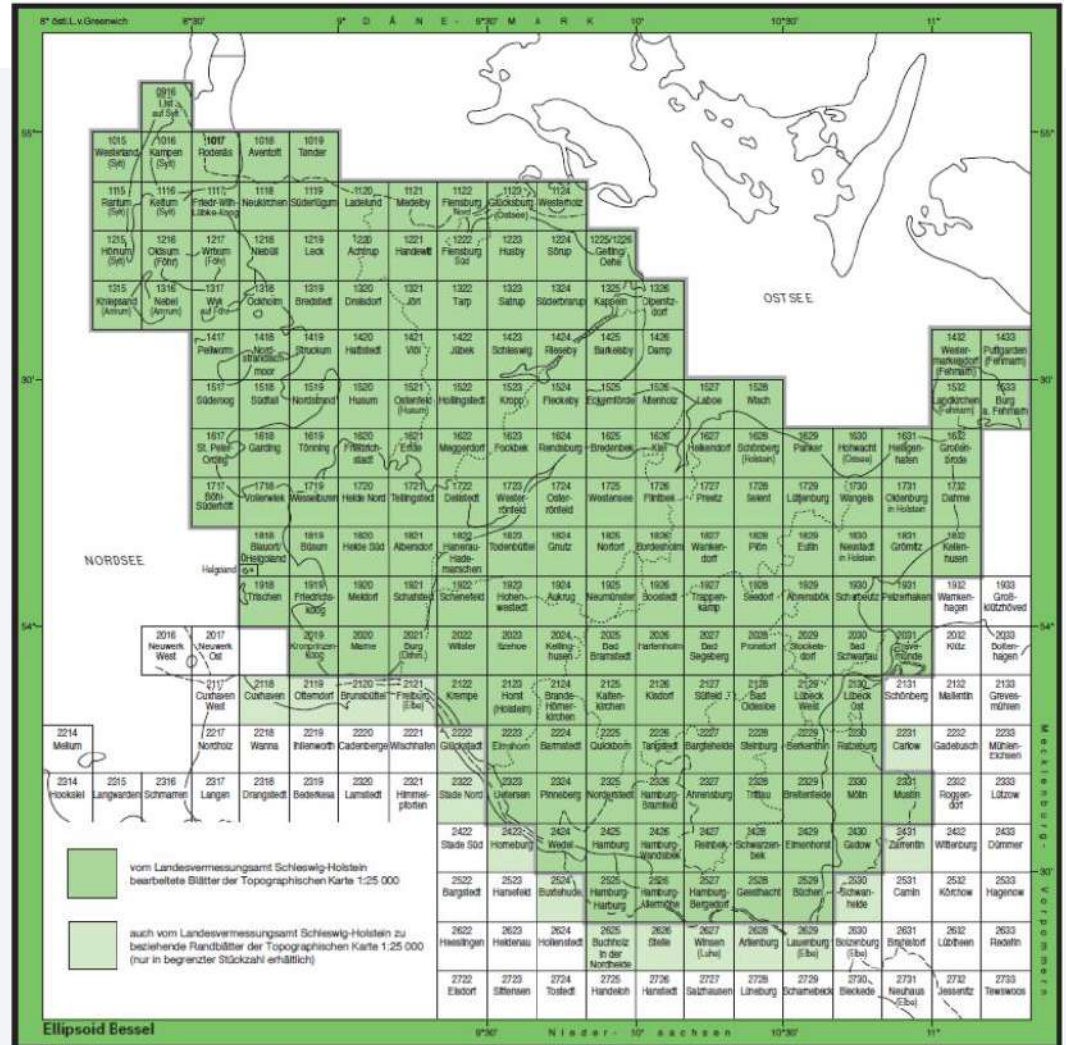 8° östl.L.v.Greenwich 8°30' 9° D Ä N E - 9°30' M A R K 10° 10°30' 11°
0916
List
auf Sylt
55° 55°
1015 1016 1017 1018 1019
Westerland Kampen Rodenäs Aventoft Tønder
(Sylt) (Sylt)
1115 1116 1117 1118 1119 1120 1121 1122 1123 1124
Rantum Keitum Friedr-Wilh- Neukirchen Süderlügum Ladelund Medelby Flensburg Glücksburg Westerholz
(Sylt) (Sylt) Lübke-Koog Nord (Ostsee)
1215 1216 1217 1218 1219 1220 1221 1222 1223 1224 1225/1226
Hörnum Oldsum Wrixum Niebüll Leck Achtrup Handewitt Flensburg Husby Sörup Gelting/
(Sylt) (Föhr) (Föhr) Süd Oehe
1315 1316 1317 1318 1319 1320 1321 1322 1323 1324 1325 1326
Kniepsand Nebel Wyk Ockholm Bredstedt Drelsdorf Jörl Tarp Satrup Süderbrarup Kappeln Olpenitz-
(Amrum) (Amrum) auf Föhr dorf
OSTSEE
1417 1418 1419 1420 1421 1422 1423 1424 1425 1426 1432 1433
Pellworm Nord- Struckum Hattstedt Viöl Jübek Schleswig Rieseby Barkelsby Damp Wester- Puttgarden
strandisch- markelsdorf (Fehmarn)
moor (Fehmarn)
30' 30'
1517 1518 1519 1520 1521 1522 1523 1524 1525 1526 1527 1528 1532 1533
Süderoog Südfall Nordstrand Husum Ostenfeld Hollingstedt Kropp Fleckeby Eckernförde Altenholz Laboe Wisch Landkirchen Burg
(Husum) (Fehmarn) a. Fehmarn
1617 1618 1619 1620 1621 1622 1623 1624 1625 1626 1627 1628 1629 1630 1631 1632
St. Peter- Garding Tönning Friedrich- Erfde Meggerdorf Fockbek Rendsburg Bredenbek Kiel Heikendorf Schönberg Panker Hohwacht Heiligen- Großen-
Ording stadt (Holstein) (Ostsee) hafen brode
1717 1718 1719 1720 1721 1722 1723 1724 1725 1726 1727 1728 1729 1730 1731 1732
Böhl- Vollerwiek Wesselburen Heide Nord Tellingstedt Dellstedt Wester- Oster- Westensee Flintbek Preetz Selent Lütjenburg Wangels Oldenburg Dahme
Süderhöft rönfeld rönfeld in Holstein
NORDSEE
1818 1819 1820 1821 1822 1823 1824 1825 1826 1827 1828 1829 1830 1831 1832
Blauort/ Büsum Heide Süd Albersdorf Hanerau- Todenbüttel Gnutz Nortorf Bordesholm Wanken- Plön Eutin Neustadt Grömitz Kellen-
Helgoland Hade- dorf in Holstein husen
Helgoland marschen
1918 1919 1920 1921 1922 1923 1924 1925 1926 1927 1928 1929 1930 1931 1932 1933
Trischen Friedrichs- Meldorf Schafstedt Schenefeld Hohen- Aukrug Neumünster Boostedt Trappen- Seedorf Ahrensbök Scharbeutz Pelzerhaken Warnken- Groß-
koog westedt kamp hagen klützhöved
54° 54°
2016 2017 2019 2020 2021 2022 2023 2024 2025 2026 2027 2028 2029 2030 2031 2032 2033
Neuwerk Neuwerk Kronprinzen- Marne Burg Wilster Itzehoe Kelling- Bad Hartenholm Bad Pronstorf Stockels- Bad Trave- Klütz Bolten-
West Ost koog (Dithm.) husen Bramstedt Segeberg dorf Schwartau münde hagen
2117 2118 2119 2120 2121 2122 2123 2124 2125 2126 2127 2128 2129 2130 2131 2132 2133
Cuxhaven Cuxhaven Otterndorf Brunsbüttel Freiburg Krempe Horst Brande- Kalten- Kisdorf Sülfeld Bad Lübeck Lübeck Schönberg Mallentin Greves-
West (Elbe) (Holstein) Hörner- kirchen Oldesloe West Ost mühlen
kirchen
2214 2217 2218 2219 2220 2221 2222 2223 2224 2225 2226 2227 2228 2229 2230 2231 2232 2233
Mellum Nordholz Wanna Ihlienworth Cadenberge Wischhafen Glückstadt Elmshorn Barmstedt Quickborn Tangstedt Bargteheide Steinburg Berkenthin Ratzeburg Carlow Gadebusch Mühlen-
Eichsen
2314 2315 2316 2317 2318 2319 2320 2321 2322 2323 2324 2325 2326 2327 2328 2329 2330 2331 2332 2333
Hooksiel Langwarden Schmarren Langen Drangstedt Bederkesa Lamstedt Himmel- Stade Nord Uetersen Pinneberg Norderstedt Hamburg- Ahrensburg Trittau Breitenfelde Mölln Mustin Roggen- Lützow
pforten Bramfeld dorf
2422 2423 2424 2425 2426 2427 2428 2429 2430 2431 2432 2433
Stade Süd Horneburg Wedel Hamburg Hamburg- Reinbek Schwarzen- Elmenhorst Gudow Zarrentin Wittenburg Dümmer
Wandsbek bek
vom Landesvermessungsamt Schleswig-Holstein
bearbeitete Blätter der Topographischen Karte 1:25 000
30' 30'
2522 2523 2524 2525 2526 2527 2528 2529 2530 2531 2532 2533
Bargstedt Harsefeld Buxtehude Hamburg- Hamburg- Hamburg- Geesthacht Büchen Schwan- Camin Körchow Hagenow
Harburg Allermöhe Bergedorf heide
auch vom Landesvermessungsamt Schleswig-Holstein zu
beziehende Randblätter der Topographischen Karte 1:25 000
(nur in begrenzter Stückzahl erhältlich)
2622 2623 2624 2625 2626 2627 2628 2629 2630 2631 2632 2633
Heeslingen Heidenau Hollenstedt Buchholz Stelle Winsen Artlenburg Lauenburg Boizenburg Brahlstorf Lübtheen Redefin
in der (Luhe) (Elbe) (Elbe)
Nordheide
2722 2723 2724 2725 2726 2727 2728 2729 2730 2731 2732 2733
Elsdorf Sittensen Tostedt Handeloh Hanstedt Salzhausen Lüneburg Scharnebeck Bleckede Neuhaus Jessenitz Tewswoos
(Elbe)
Mecklenburg-Vorpommern
Ellipsoid Bessel
9°30' N i e d e r - 10° s a c h s e n 10°30' 11°